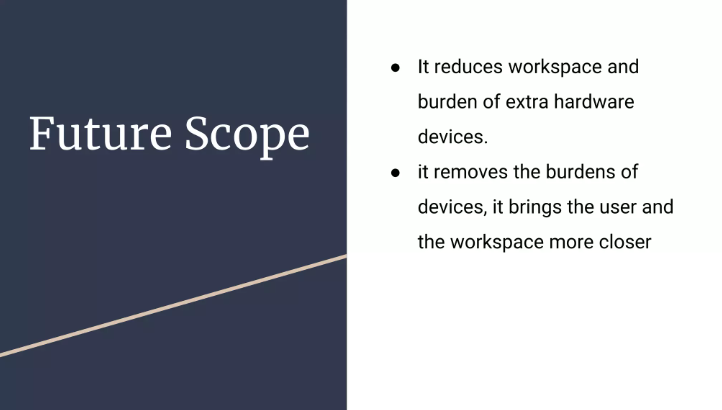 Future Scope
● It reduces workspace and
burden of extra hardware
devices.
● it removes the burdens of
devices, it brings the user and
the workspace more closer